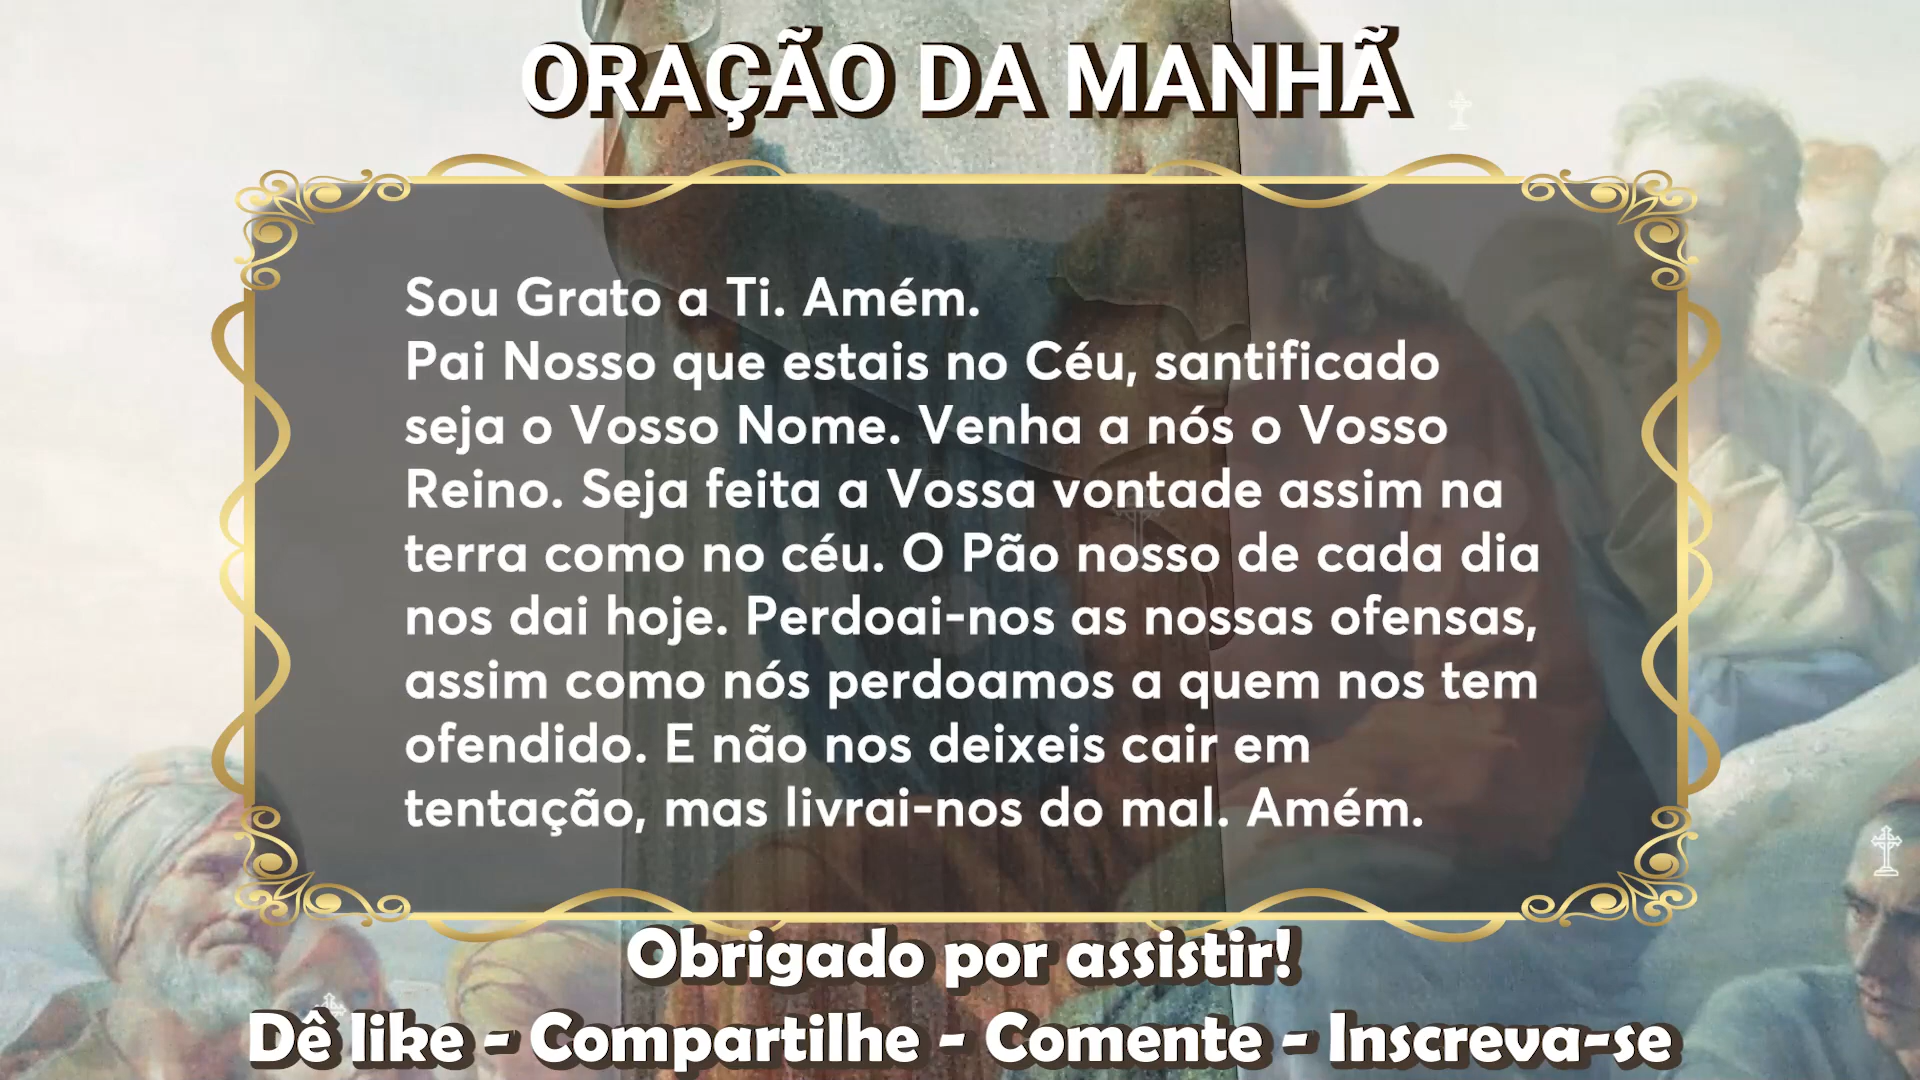 ORAÇÃO DA MANHÃ
Sou Grato a Ti. Amém.
Pai Nosso que estais no Céu, santificado
seja o Vosso Nome. Venha a nós o Vosso
Reino. Seja feita a Vossa vontade assim na
terra como no céu. O Pão nosso de cada dia
nos dai hoje. Perdoai-nos as nossas ofensas,
assim como nós perdoamos a quem nos tem
ofendido. E não nos deixeis cair em
tentação, mas livrai-nos do mal. Amém.
Obrigado por assistir!
Dê like - Compartilhe - Comente - Inscreva-se